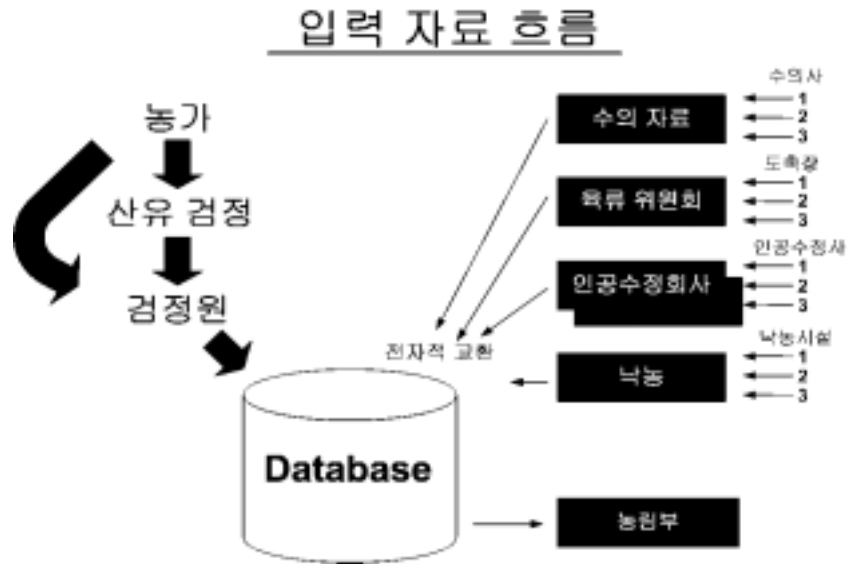 입력 자료 흐름
농가
산유 검정
검정원
수의사
수의 자료
1
2
3
도축장
육류 위원회
1
2
3
인공수정사
인공수정회사
1
2
3
전자적 교환
낙농시설
낙농
1
2
3
Database
농림부